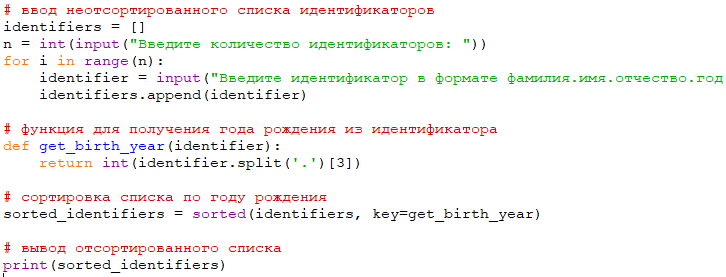 # ввод неотсортированного списка идентификаторов
identifiers = []
n = int(input("Введите количество идентификаторов: "))
for i in range(n):
    identifier = input("Введите идентификатор в формате фамилия.имя.отчество.год
    identifiers.append(identifier)

# функция для получения года рождения из идентификатора
def get_birth_year(identifier):
    return int(identifier.split('.')[3])

# сортировка списка по году рождения
sorted_identifiers = sorted(identifiers, key=get_birth_year)

# вывод отсортированного списка
print(sorted_identifiers)